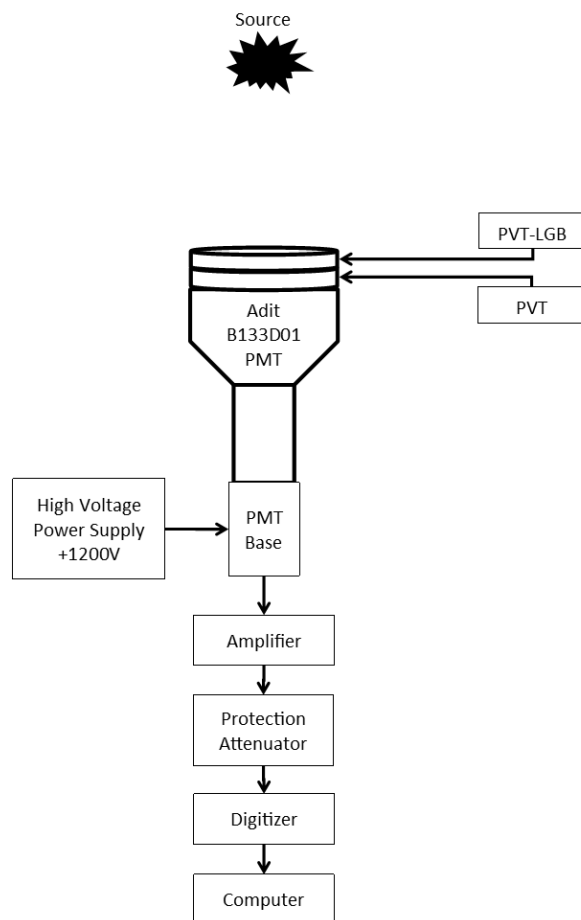 Source
PVT-LGB
PVT
Adit
B133D01
PMT
High Voltage
Power Supply
+1200V
PMT
Base
Amplifier
Protection
Attenuator
Digitizer
Computer